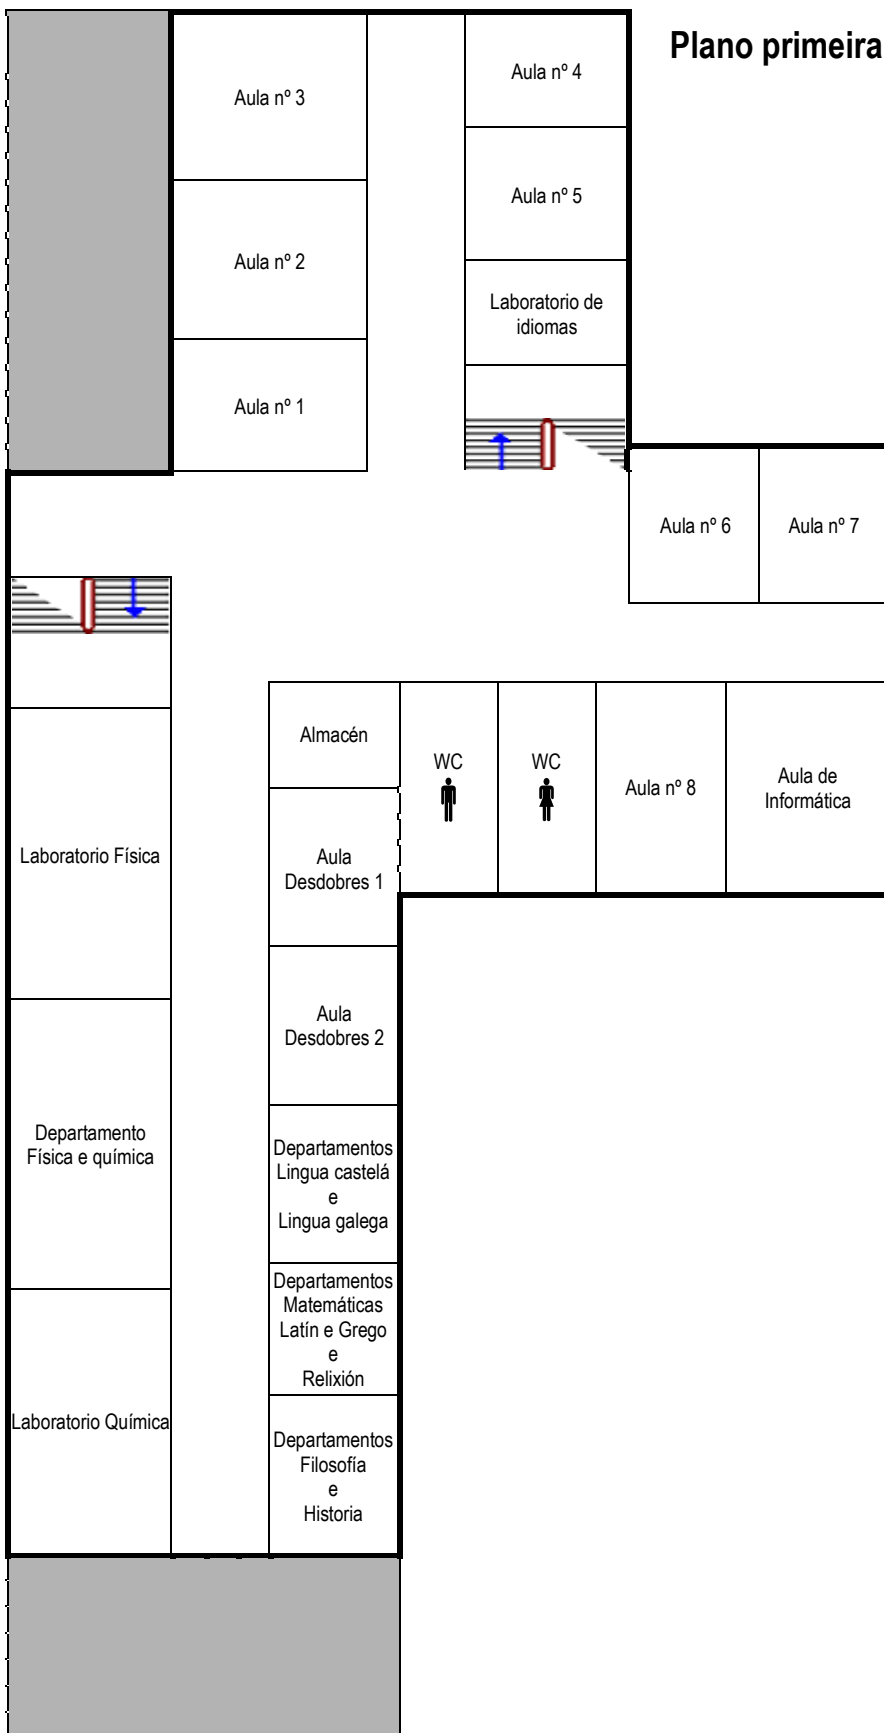 Plano primeira
Aula nº 3
Aula nº 4
Aula nº 5
Aula nº 2
Laboratorio de
idiomas
Aula nº 1
Aula nº 6
Aula nº 7
Almacén
WC
WC
Aula nº 8
Aula de
Informática
Laboratorio Física
Aula
Desdobres 1
Aula
Desdobres 2
Departamento
Física e química
Departamentos
Lingua castelá
e
Lingua galega
Departamentos
Matemáticas
Latín e Grego
e
Relixión
Laboratorio Química
Departamentos
Filosofía
e
Historia